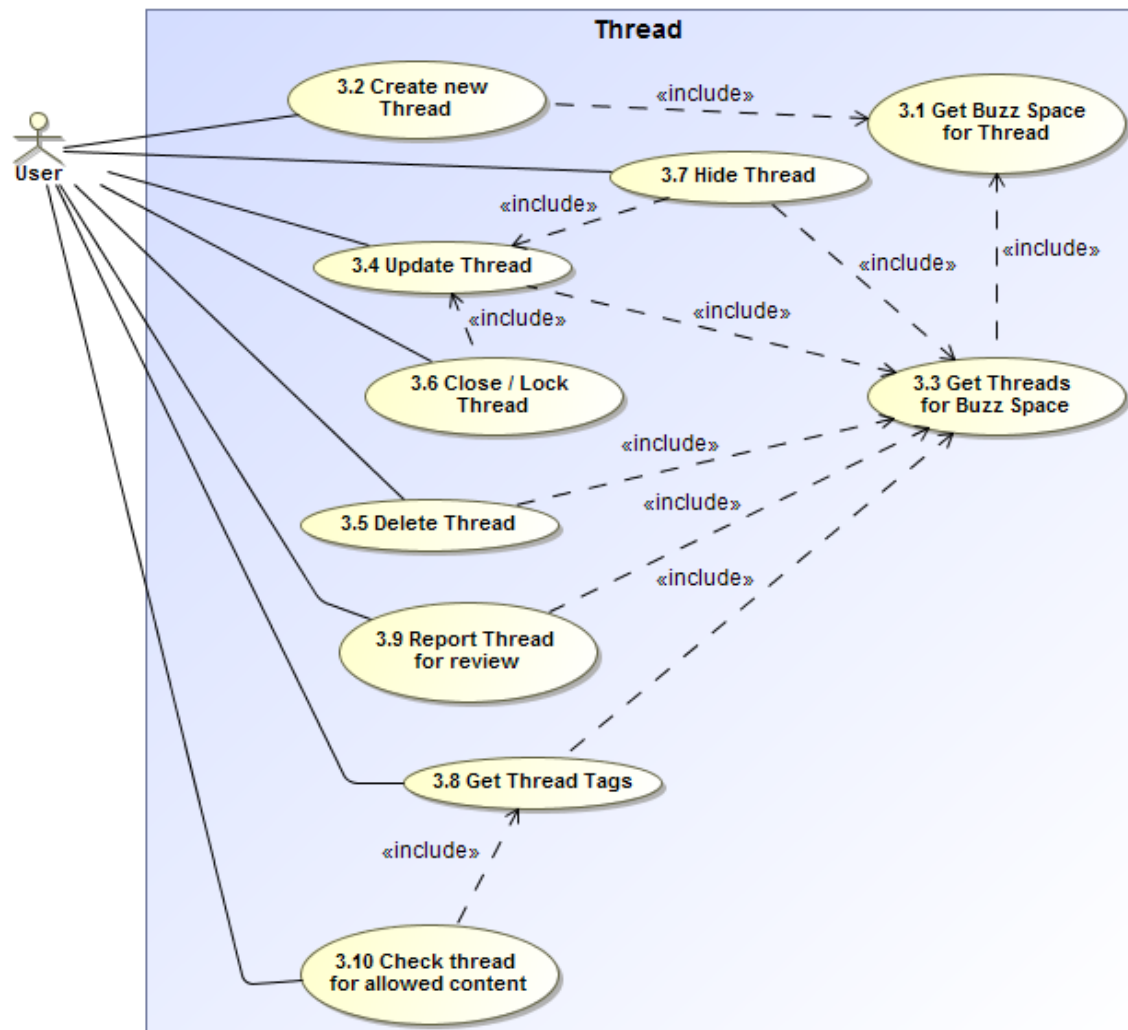 Thread
3.2 Create new
Thread
«include»
3.1 Get Buzz Space
for Thread
User
3.7 Hide Thread
«include»
3.4 Update Thread
«include»
«include»
«include»
«include»
3.6 Close / Lock
Thread
3.3 Get Threads
for Buzz Space
«include»
3.5 Delete Thread
«include»
«include»
3.9 Report Thread
for review
3.8 Get Thread Tags
«include»
3.10 Check thread
for allowed content